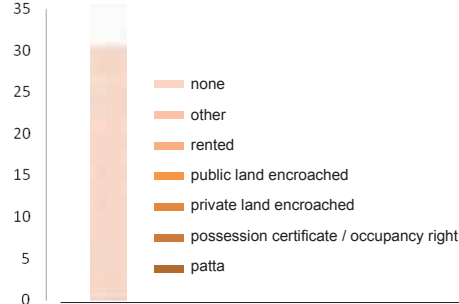 35
30
25
20
15
10
5
0
none
other
rented
public land encroached
private land encroached
possession certificate / occupancy right
patta